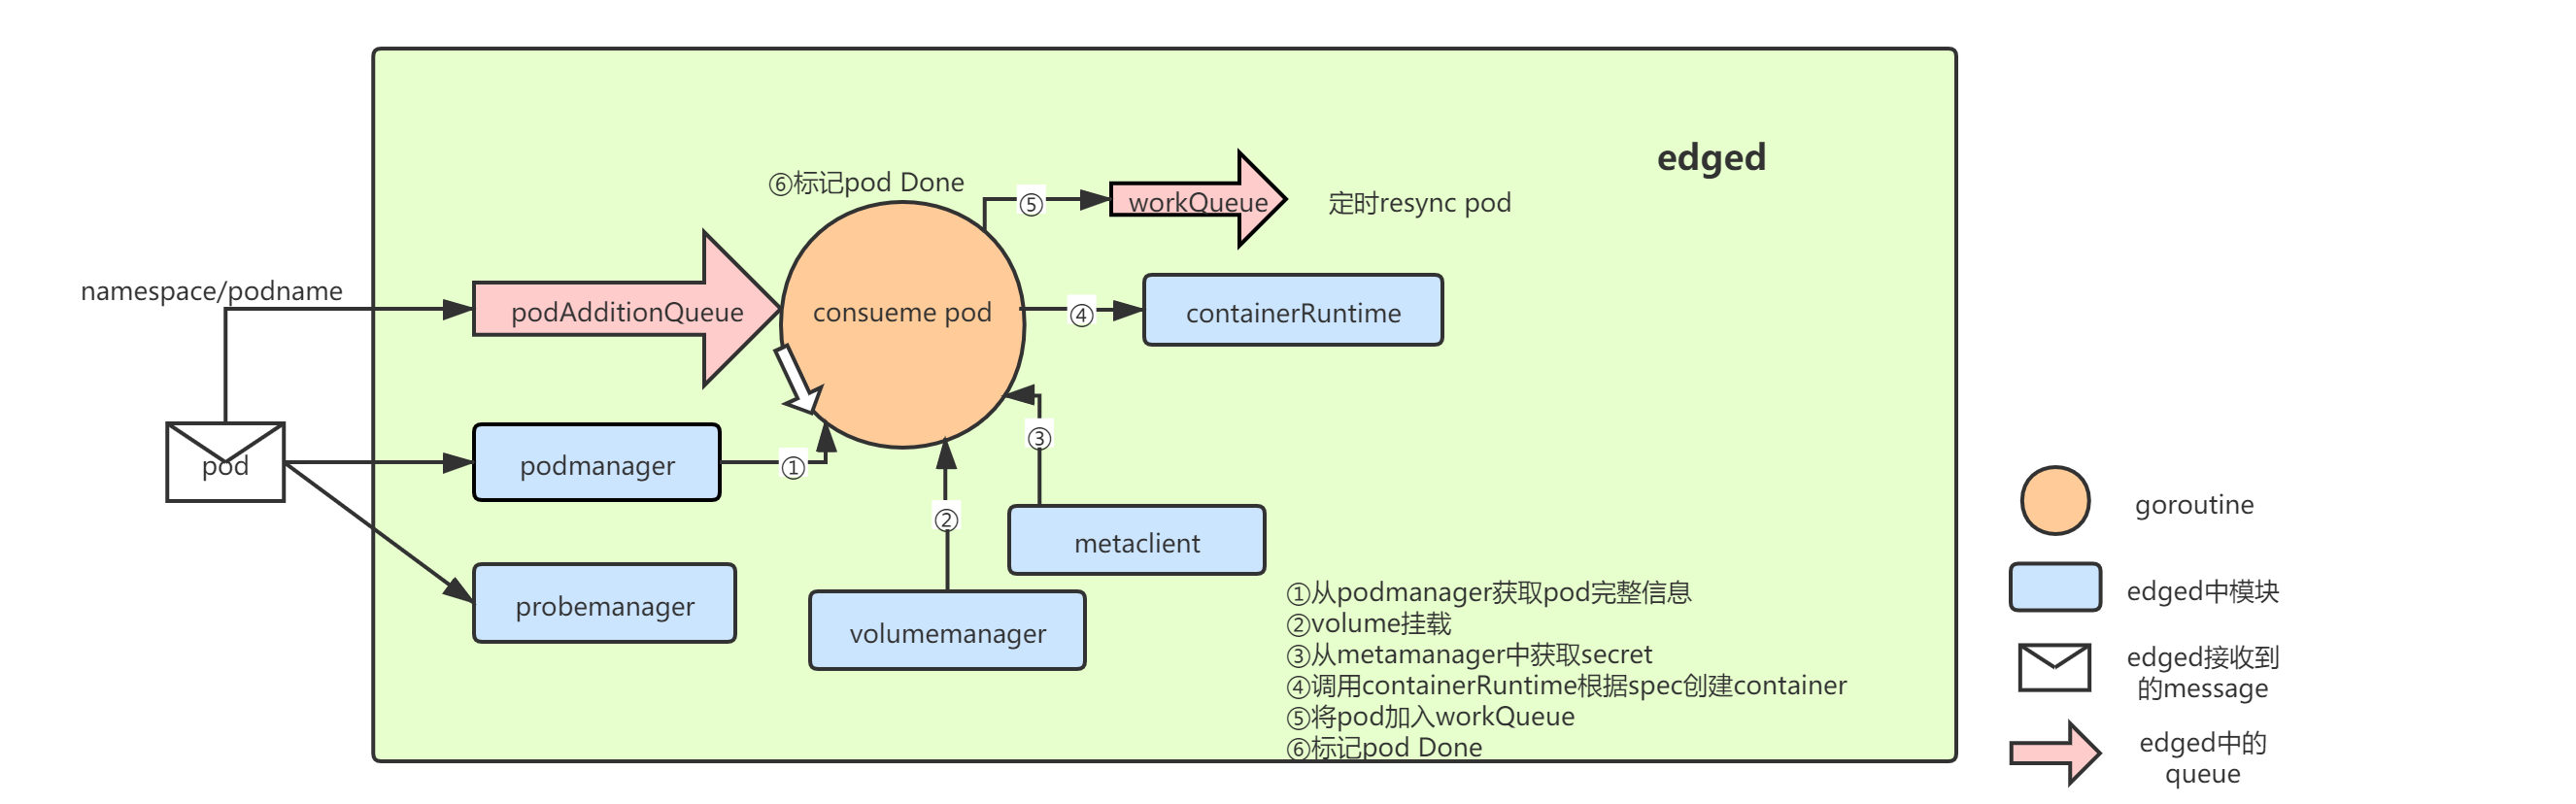 edged
⑥标记pod Done
⑤
workQueue
定时resync pod
namespace/podname
podAdditionQueue
consueme pod
④
containerRuntime
③
pod
podmanager
①
②
metaclient
probemanager
volumemanager
①从podmanager获取pod完整信息
②volume挂载
③从metamanager中获取secret
④调用containerRuntime根据spec创建container
⑤将pod加入workQueue
⑥标记pod Done
goroutine
edged中模块
edged接收到
的message
edged中的
queue